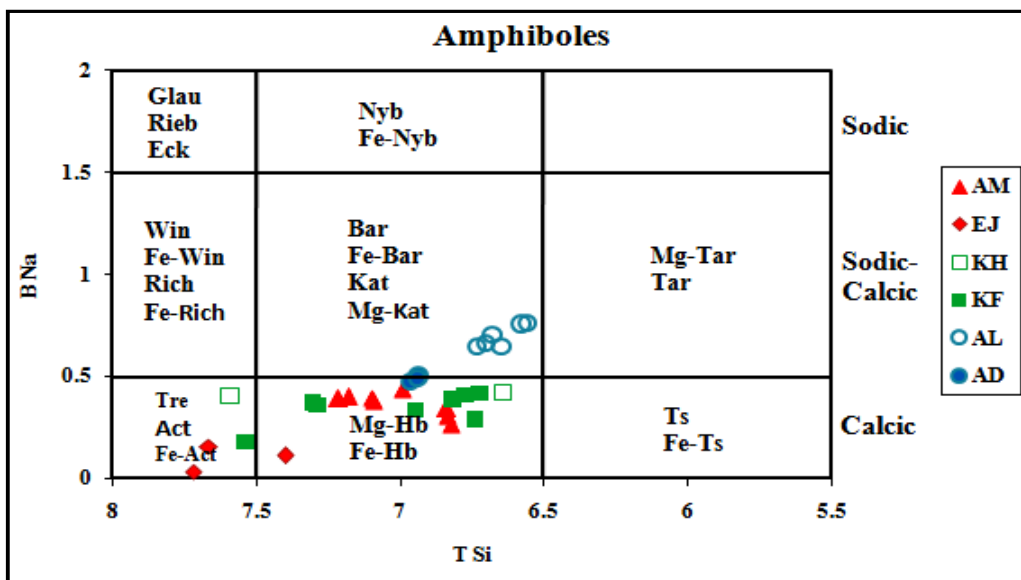 Amphiboles
2
1.5
1
0.5
0
B Na
Glau
Rieb
Eck
Nyb
Fe-Nyb
Sodic
Win
Fe-Win
Rich
Fe-Rich
Bar
Fe-Bar
Kat
Mg-Kat
Mg-Tar
Tar
Sodic-
Calcic
Tre
Act
Fe-Act
Mg-Hb
Fe-Hb
Ts
Fe-Ts
Calcic
8 7.5 7 6.5 6 5.5
T Si
AM
EJ
KH
KF
AL
AD